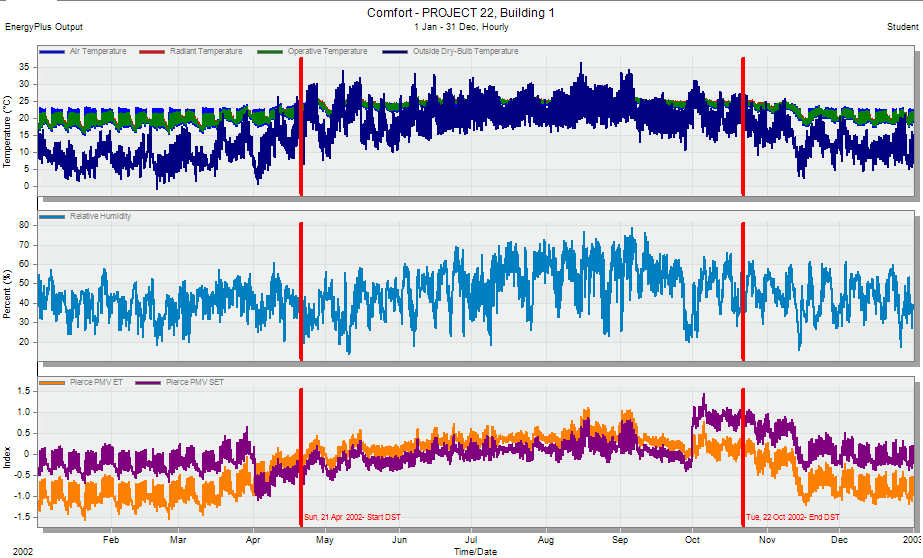 Comfort - PROJECT 22, Building 1
EnergyPlus Output 1 Jan - 31 Dec, Hourly Student
Air Temperature Radiant Temperature Operative Temperature Outside Dry-Bulb Temperature
Temperature (°C)
35
30
25
20
15
10
5
0
Relative Humidity
Percent (%)
80
70
60
50
40
30
20
Pierce PMV ET Pierce PMV SET
Index
1.5
1.0
0.5
0
-0.5
-1.0
-1.5
Sun, 21 Apr 2002- Start DST Tue, 22 Oct 2002- End DST
Feb Mar Apr May Jun Jul Aug Sep Oct Nov Dec 2003
2002 Time/Date